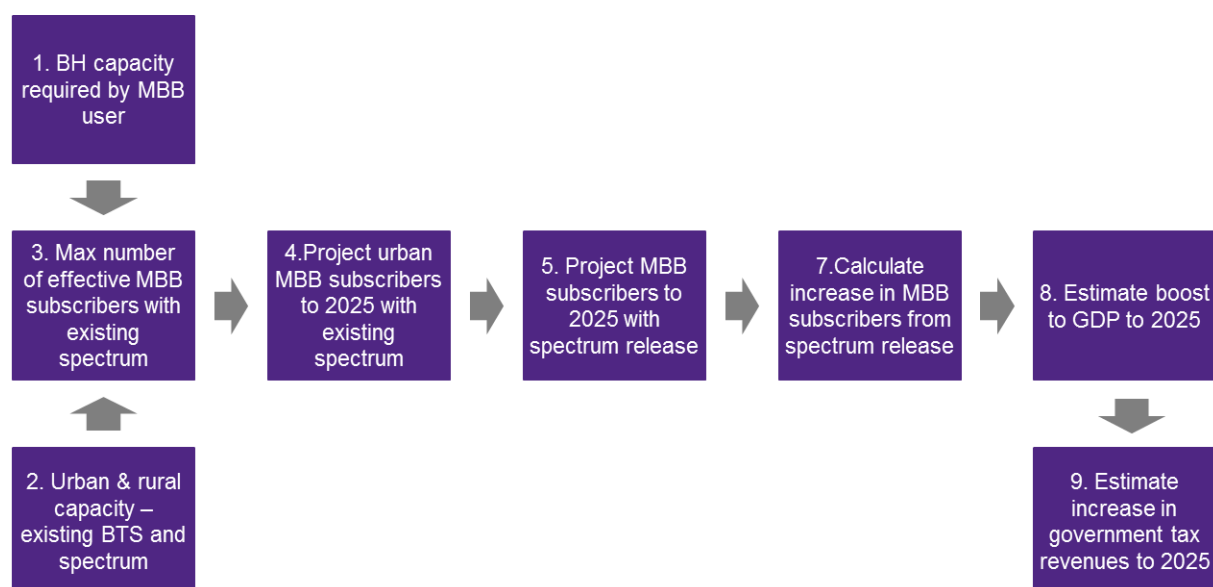 1. BH capacity
required by MBB
user
3. Max number
of effective MBB
subscribers with
existing
spectrum
4.Project urban
MBB subscribers
to 2025 with
existing
spectrum
5. Project MBB
subscribers to
2025 with
spectrum release
7.Calculate
increase in MBB
subscribers from
spectrum release
8. Estimate boost
to GDP to 2025
2. Urban & rural
capacity –
existing BTS and
spectrum
9. Estimate
increase in
government tax
revenues to 2025